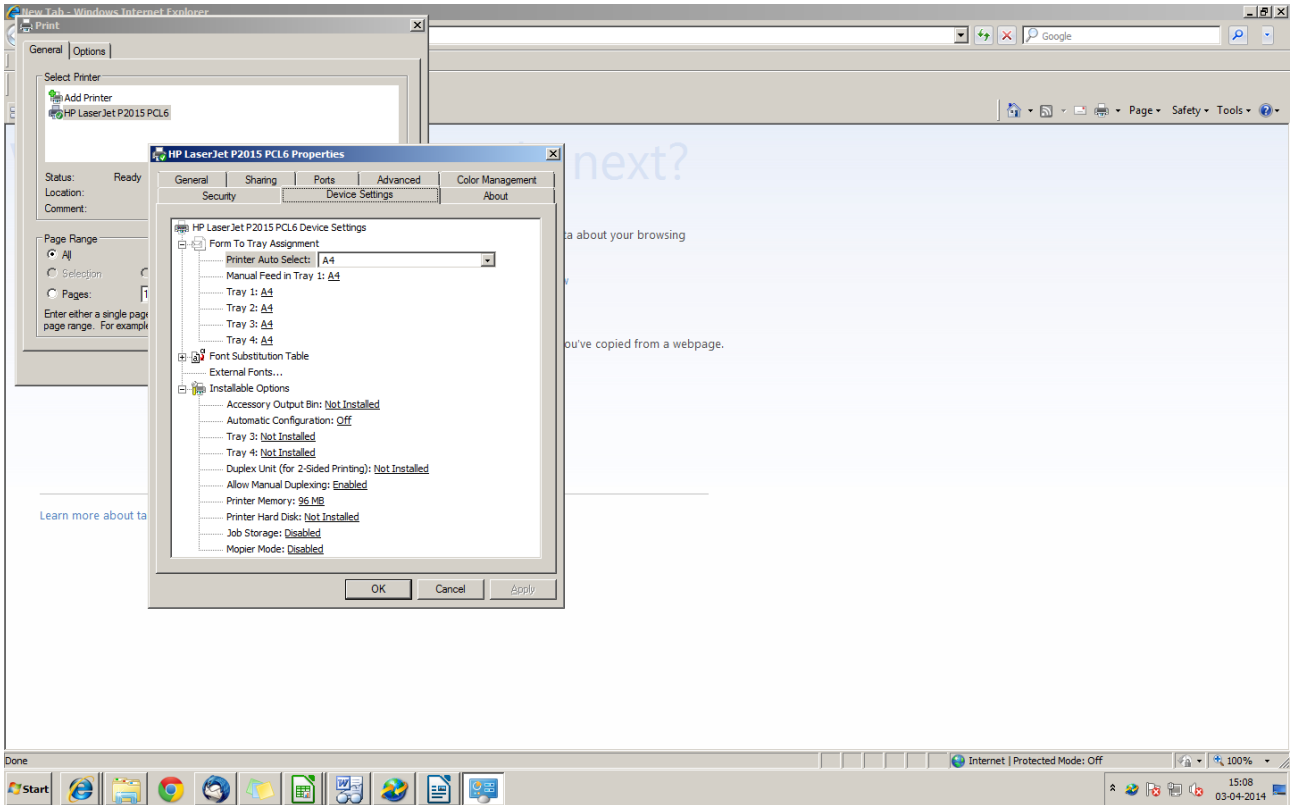 New Tab - Windows Internet Explorer
Print
General Options
Select Printer
Add Printer
HP LaserJet P2015 PCL6
Status: Ready
Location:
Comment:
Page Range
All
Selection
Pages: 1
Enter either a single page
page range. For example
Google
Page Safety Tools
next?
ta about your browsing
w
ou've copied from a webpage.
Learn more about ta
HP LaserJet P2015 PCL6 Properties
General Sharing Ports Advanced Color Management
Security Device Settings About
HP LaserJet P2015 PCL6 Device Settings
Form To Tray Assignment
Printer Auto Select: A4
Manual Feed in Tray 1: A4
Tray 1: A4
Tray 2: A4
Tray 3: A4
Tray 4: A4
Font Substitution Table
External Fonts...
Installable Options
Accessory Output Bin: Not Installed
Automatic Configuration: Off
Tray 3: Not Installed
Tray 4: Not Installed
Duplex Unit (for 2-Sided Printing): Not Installed
Allow Manual Duplexing: Enabled
Printer Memory: 96 MB
Printer Hard Disk: Not Installed
Job Storage: Disabled
Mopier Mode: Disabled
OK Cancel Apply
Done
Internet | Protected Mode: Off
100%
Start
15:08
03-04-2014